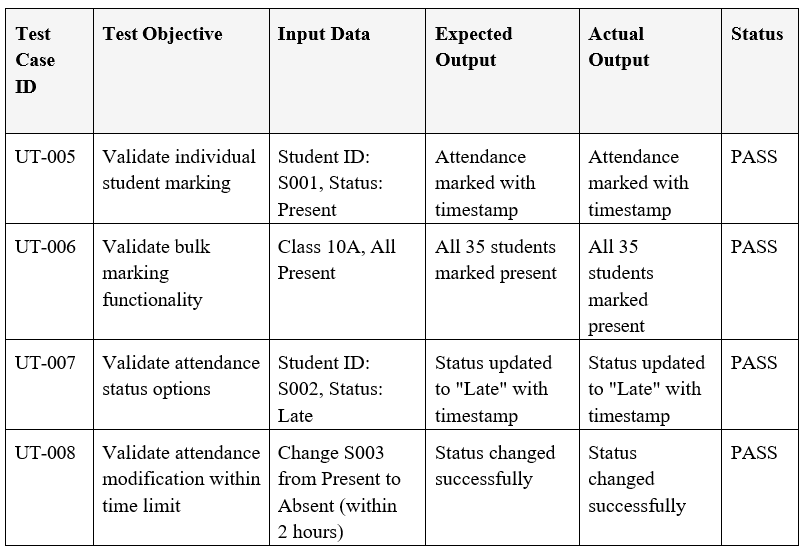 Test Case ID | Test Objective | Input Data | Expected Output | Actual Output | Status
UT-005 | Validate individual student marking | Student ID: S001, Status: Present | Attendance marked with timestamp | Attendance marked with timestamp | PASS
UT-006 | Validate bulk marking functionality | Class 10A, All Present | All 35 students marked present | All 35 students marked present | PASS
UT-007 | Validate attendance status options | Student ID: S002, Status: Late | Status updated to "Late" with timestamp | Status updated to "Late" with timestamp | PASS
UT-008 | Validate attendance modification within time limit | Change S003 from Present to Absent (within 2 hours) | Status changed successfully | Status changed successfully | PASS